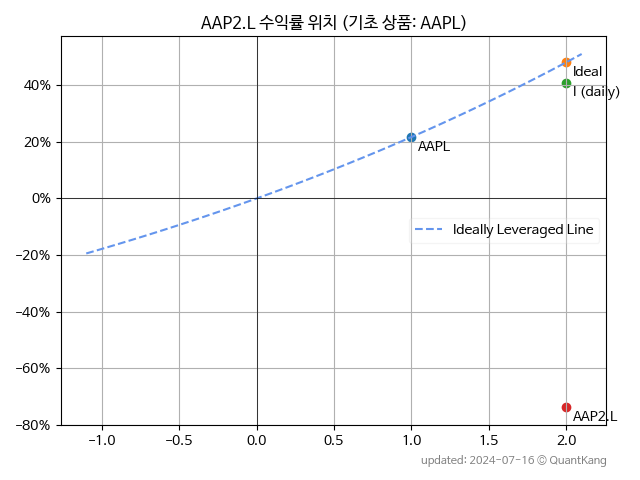 AAP2.L 수익률 위치 (기초 상품: AAPL)
40%
20%
0%
−20%
−40%
−60%
−80%
Ideal
I (daily)
AAPL
Ideally Leveraged Line
AAP2.L
−1.0 −0.5 0.0 0.5 1.0 1.5 2.0
updated: 2024-07-16 © QuantKang